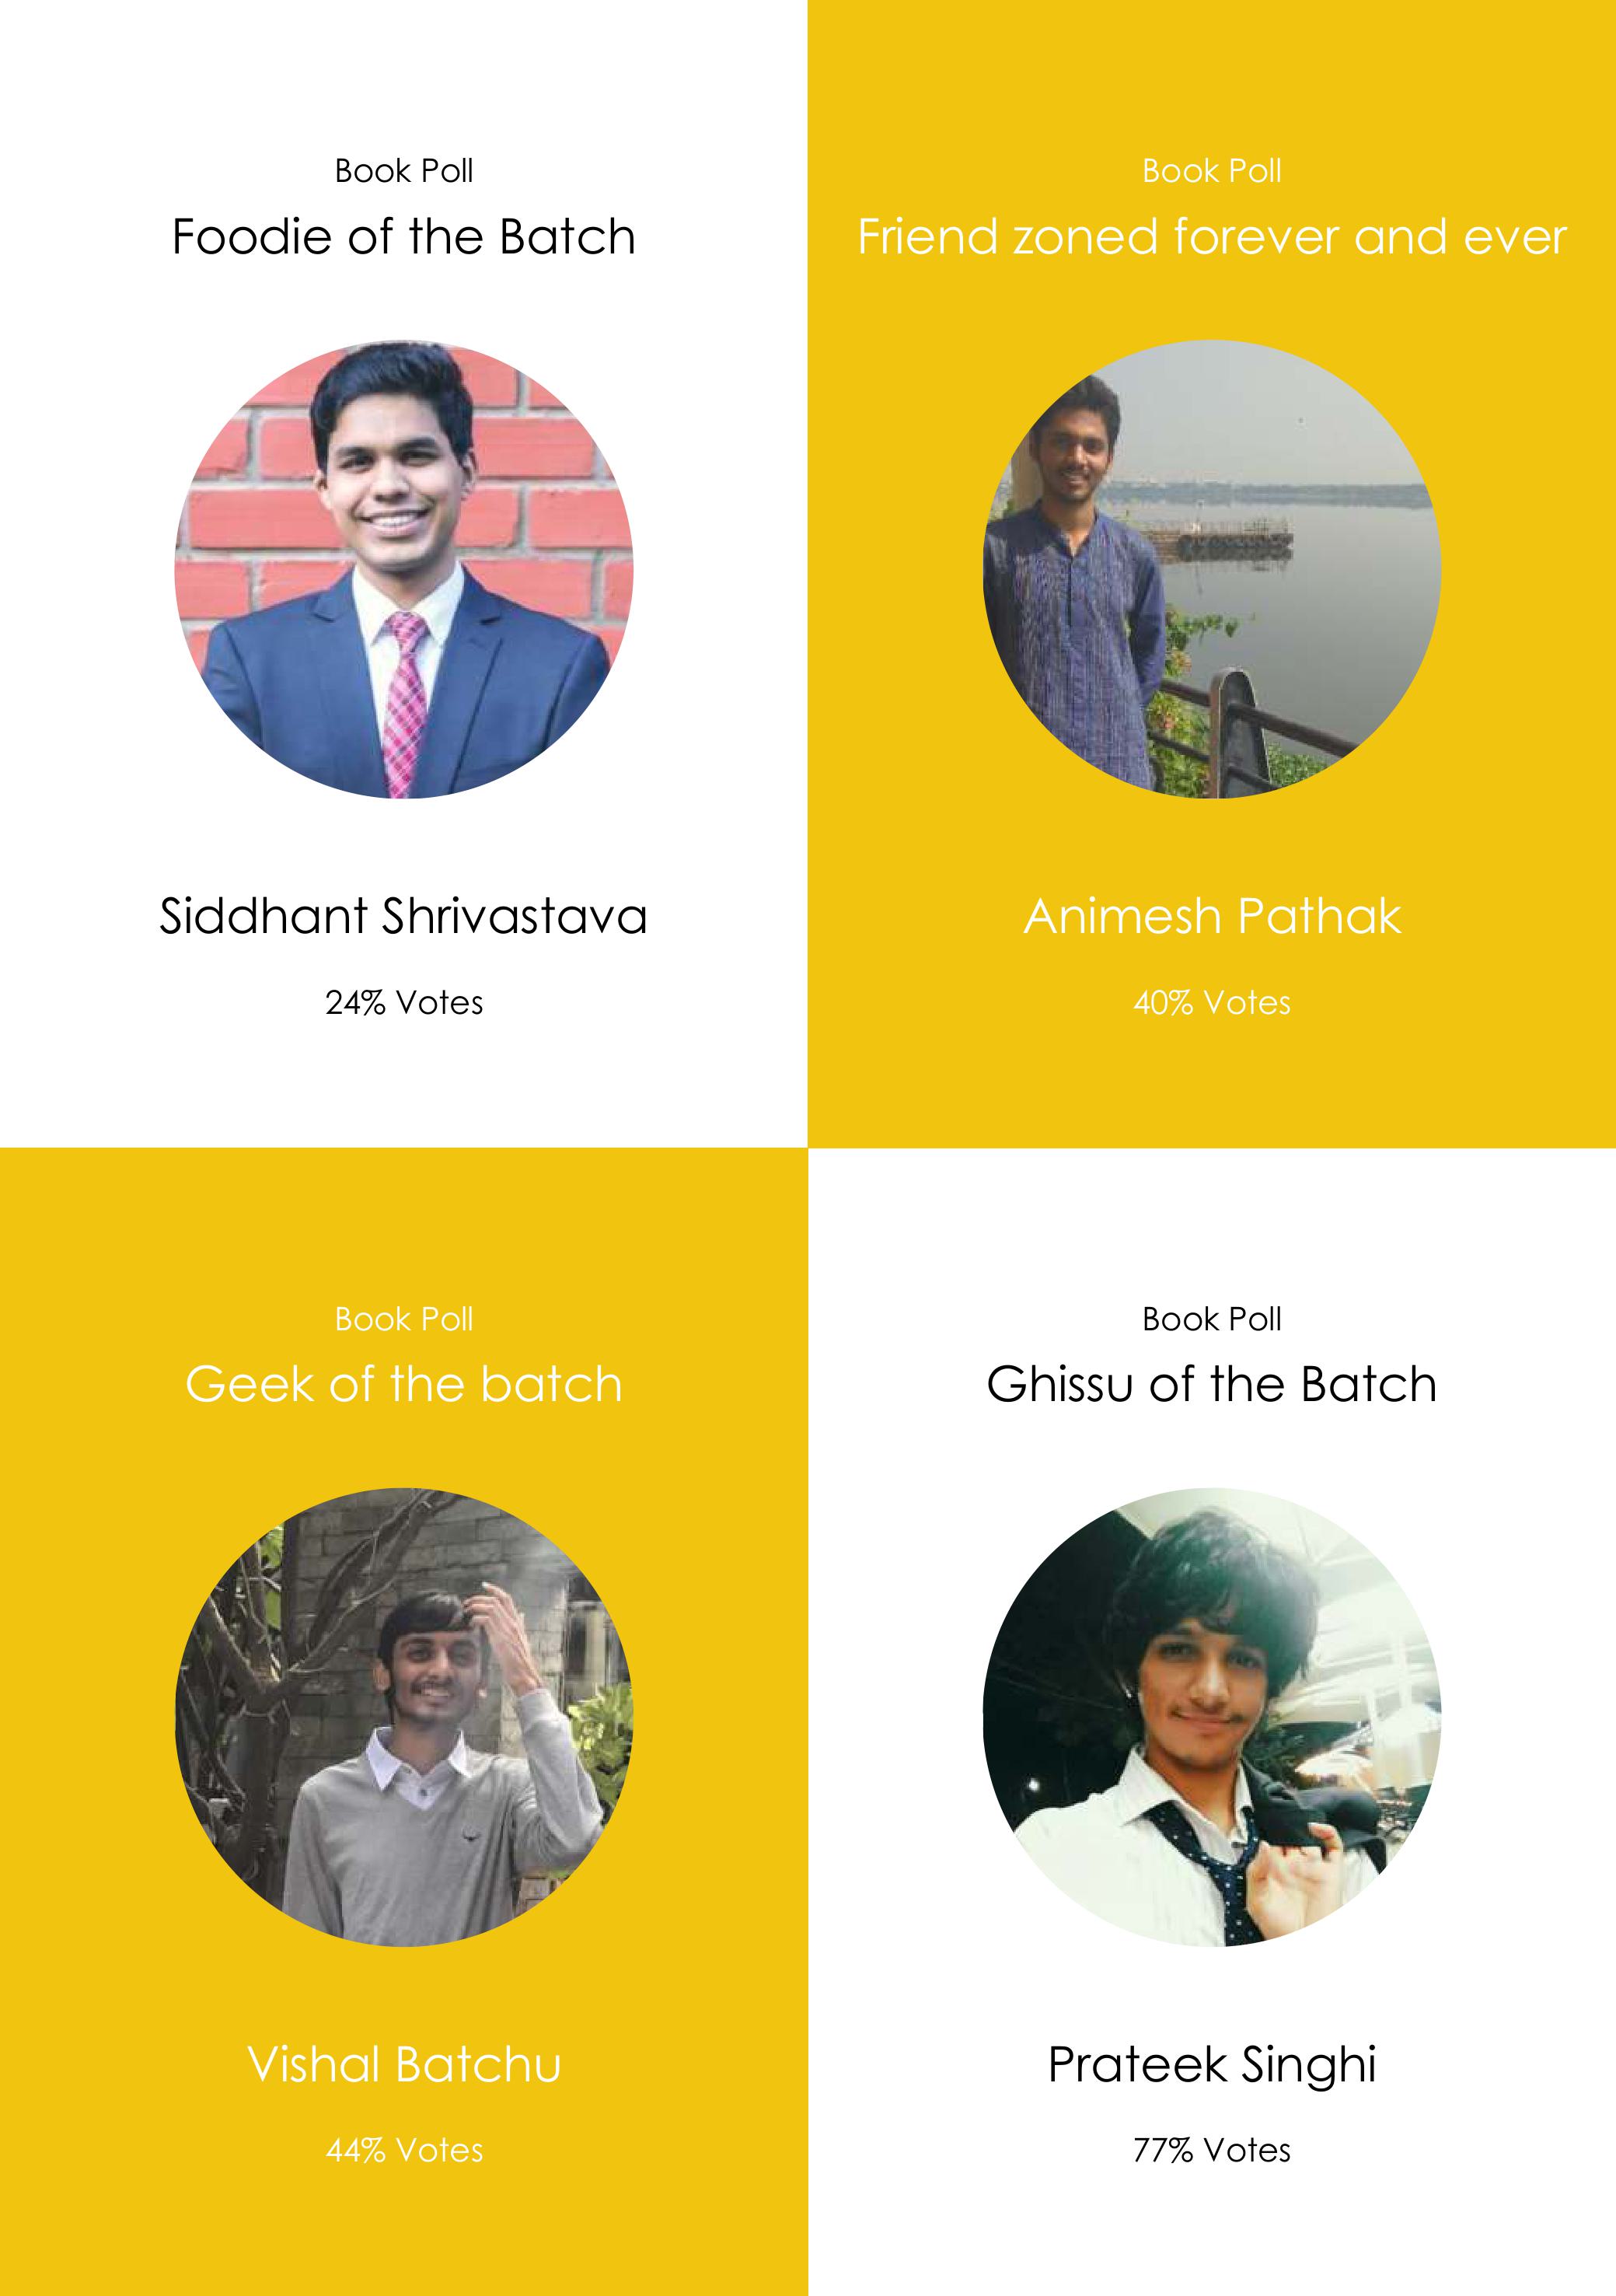 Book Poll
Foodie of the Batch
Siddhant Shrivastava
24% Votes
Book Poll
Friend zoned forever and ever
Animesh Pathak
40% Votes
Book Poll
Geek of the batch
Vishal Batchu
44% Votes
Book Poll
Ghissu of the Batch
Prateek Singhi
77% Votes